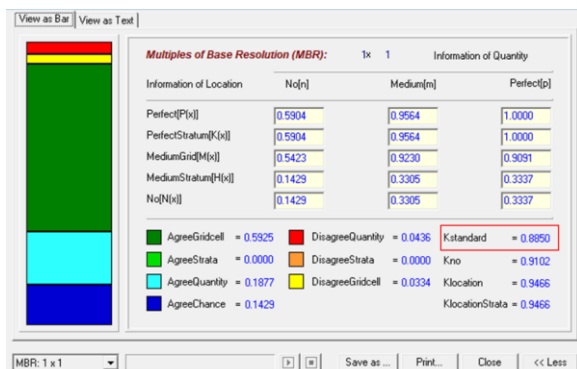 View as Bar View as Text
Multiples of Base Resolution (MBR): 1x 1 Information of Quantity
Information of Location No[n] Medium[m] Perfect[p]
Perfect[P(x)] 0.5904 0.9564 1.0000
PerfectStratum[K(x)] 0.5904 0.9564 1.0000
MediumGrid[M(x)] 0.5423 0.9230 0.9091
MediumStratum[H(x)] 0.1429 0.3305 0.3337
No[N(x)] 0.1429 0.3305 0.3337
AgreeGridcell = 0.5925 DisagreeQuantity = 0.0436 Kstandard = 0.8850
AgreeStrata = 0.0000 DisagreeStrata = 0.0000 Kno = 0.9102
AgreeQuantity = 0.1877 DisagreeGridcell = 0.0334 Klocation = 0.9466
AgreeChance = 0.1429 KlocationStrata = 0.9466
MBR: 1 x 1 Save as ... Print... Close << Less